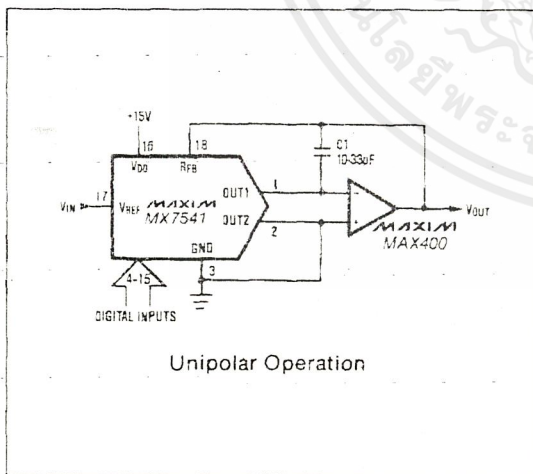 +15V
16
18
VDD
RFB
C1
10-33pF
VIN
17
VREF
MAXIM
MX7541
OUT1
1
OUT2
2
GND
3
4-15
DIGITAL INPUTS
VOUT
MAXIM
MAX400
Unipolar Operation